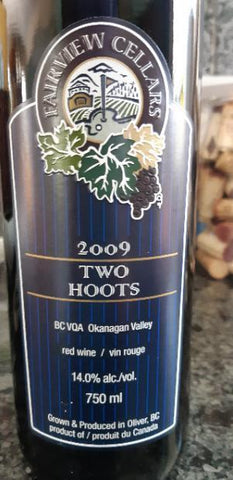 FAIRVIEW CELLARS
2009
TWO
HOOTS
BC VQA Okanagan Valley
red wine / vin rouge
14.0% alc./vol.
750 ml
Grown & Produced in Oliver, BC
product of / produit du Canada